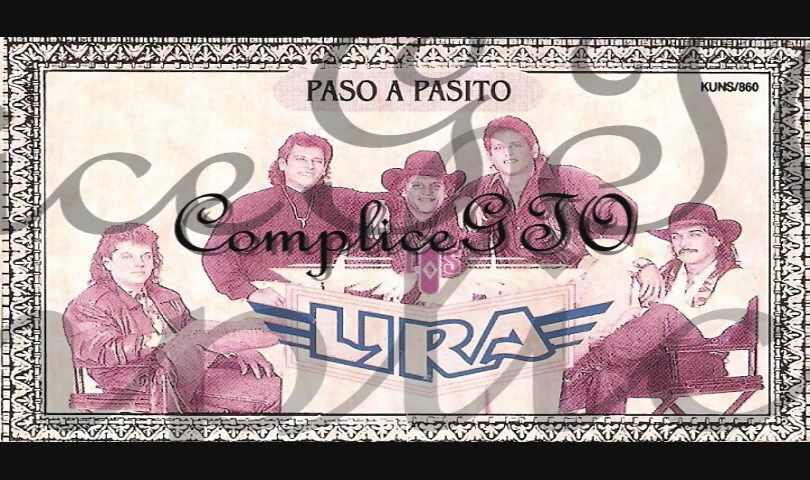 PASO A PASITO
KUNS/860
CompliceGTO
LOS
LIRA